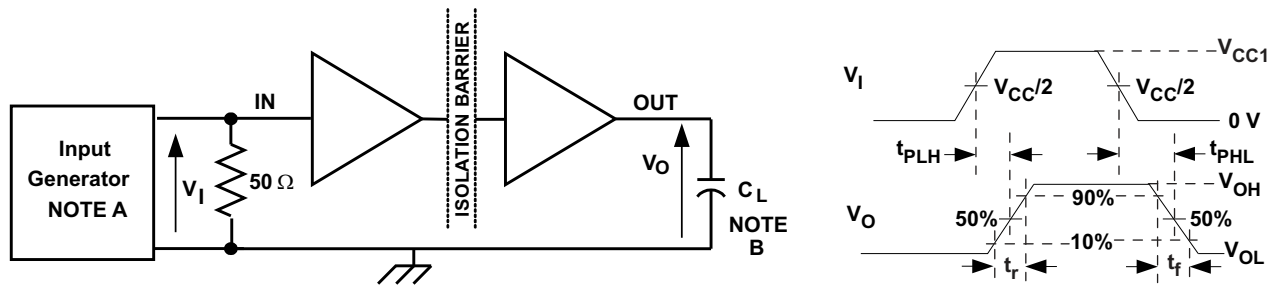 Input
Generator
NOTE A
V_I
50 Ω
IN
ISOLATION BARRIER
OUT
V_O
C_L
NOTE
B
V_I
V_CC/2
V_CC/2
V_CC1
0 V
t_PLH
t_PHL
V_O
50%
90%
10%
50%
V_OH
V_OL
t_r
t_f